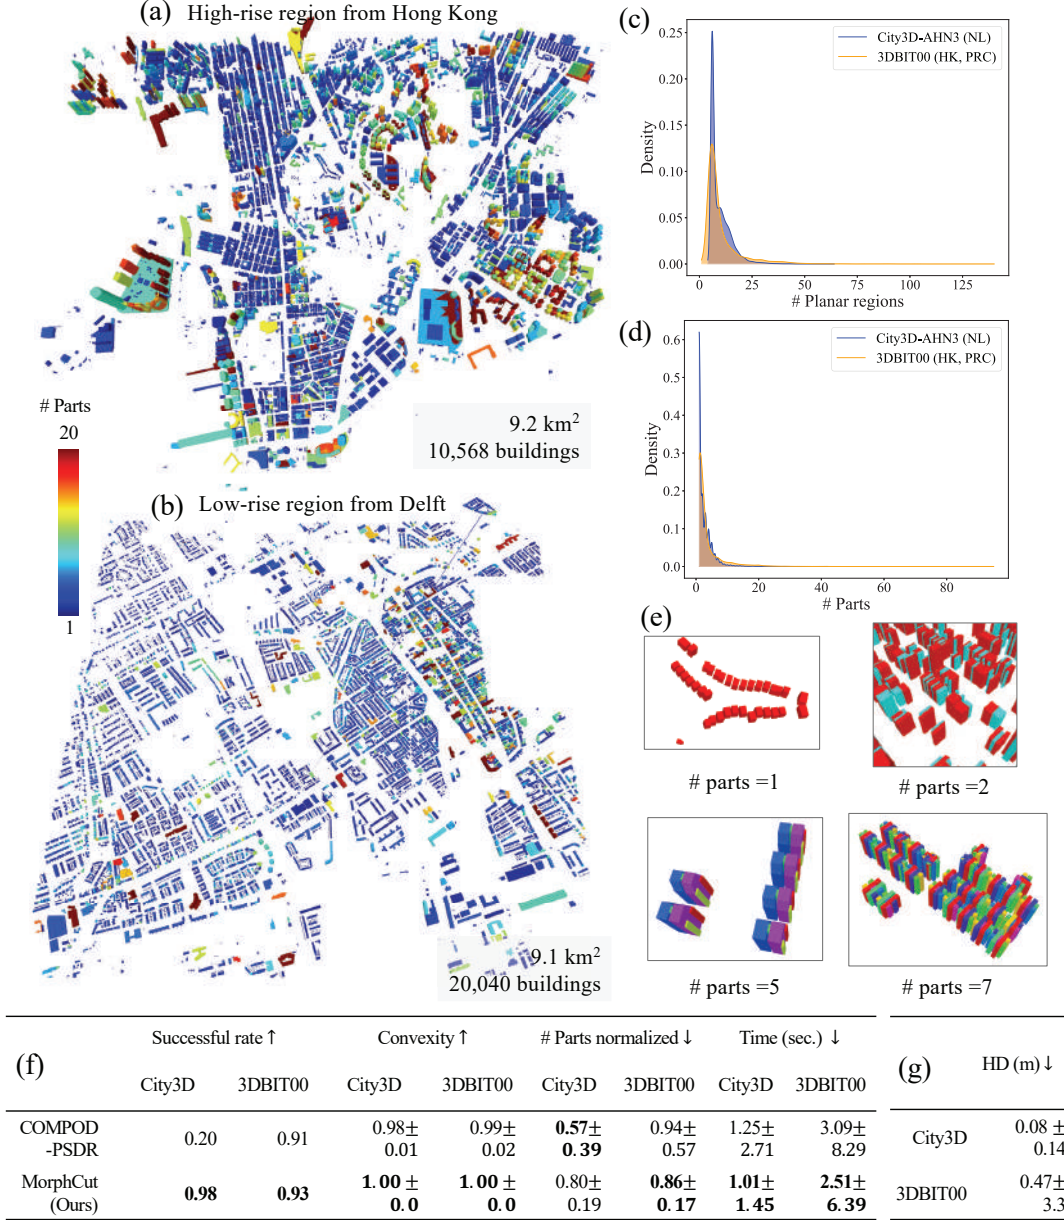 (a) High-rise region from Hong Kong
9.2 km²
10,568 buildings
# Parts
20
1
(b) Low-rise region from Delft
9.1 km²
20,040 buildings
(c)
City3D-AHN3 (NL)
3DBIT00 (HK, PRC)
Density
0.25
0.20
0.15
0.10
0.05
0.00
0 25 50 75 100 125
# Planar regions
(d)
City3D-AHN3 (NL)
3DBIT00 (HK, PRC)
Density
0.6
0.5
0.4
0.3
0.2
0.1
0.0
0 20 40 60 80
# Parts
(e)
# parts =1
# parts =2
# parts =5
# parts =7
(f)
Successful rate ↑ Convexity ↑ # Parts normalized ↓ Time (sec.) ↓
City3D 3DBIT00 City3D 3DBIT00 City3D 3DBIT00 City3D 3DBIT00
COMPOD 0.98± 0.99± 0.57± 0.94± 1.25± 3.09±
-PSDR 0.20 0.91 0.01 0.02 0.39 0.57 2.71 8.29
MorphCut 1.00 ± 1.00 ± 0.80± 0.86± 1.01± 2.51±
(Ours) 0.98 0.93 0.0 0.0 0.19 0.17 1.45 6.39
(g)
HD (m)↓
City3D 0.08 ±
0.14
3DBIT00 0.47±
3.3